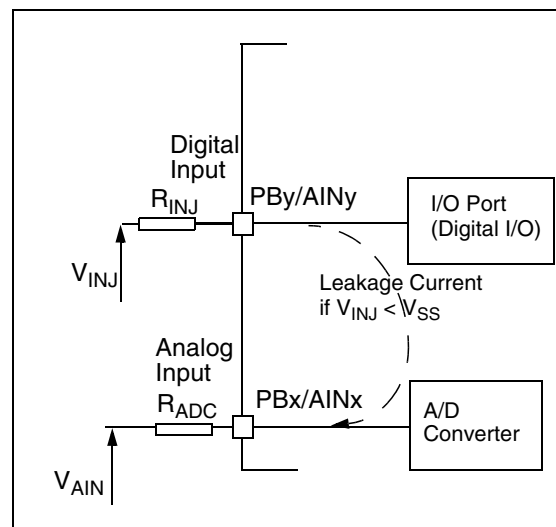 Digital
Input
R_INJ
PBy/AINy
I/O Port
(Digital I/O)
V_INJ
Leakage Current
if V_INJ < V_SS
Analog
Input
R_ADC
PBx/AINx
A/D
Converter
V_AIN